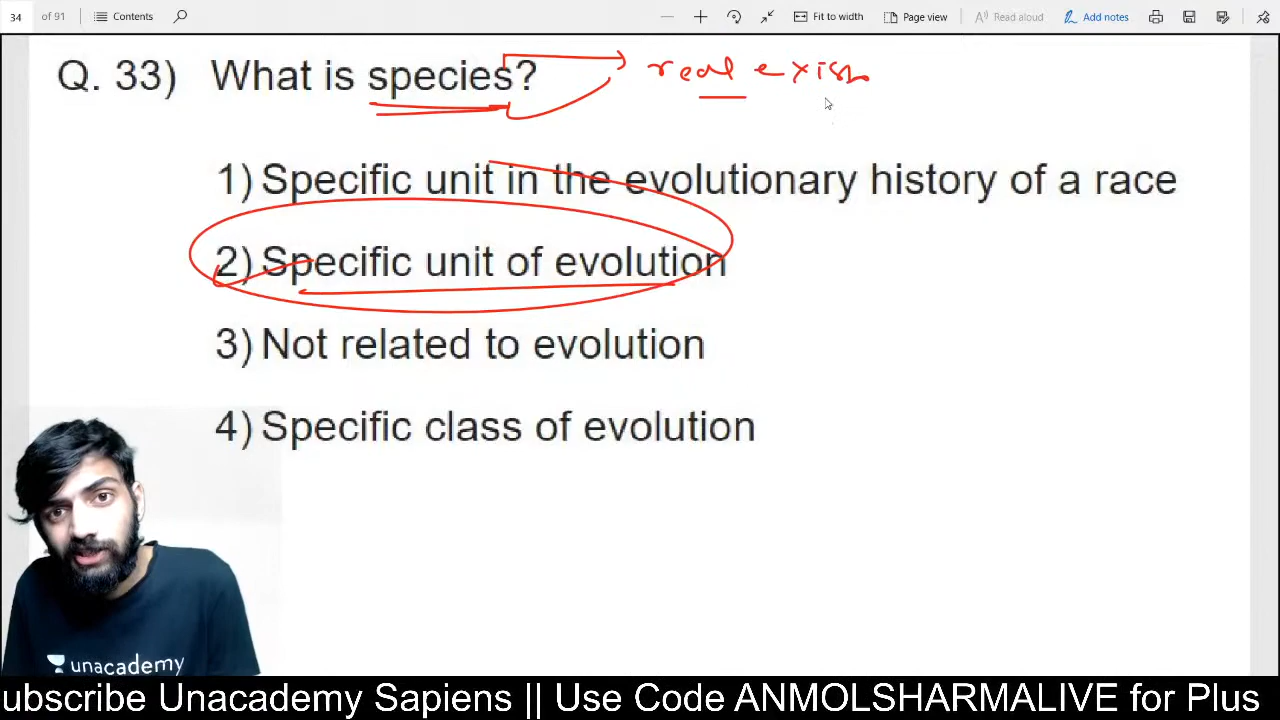 34 of 91 Contents Fit to width Page view Read aloud Add notes
Q. 33) What is species? real exish
1) Specific unit in the evolutionary history of a race
2) Specific unit of evolution
3) Not related to evolution
4) Specific class of evolution
unacademy
ubscribe Unacademy Sapiens || Use Code ANMOLSHARMALIVE for Plus